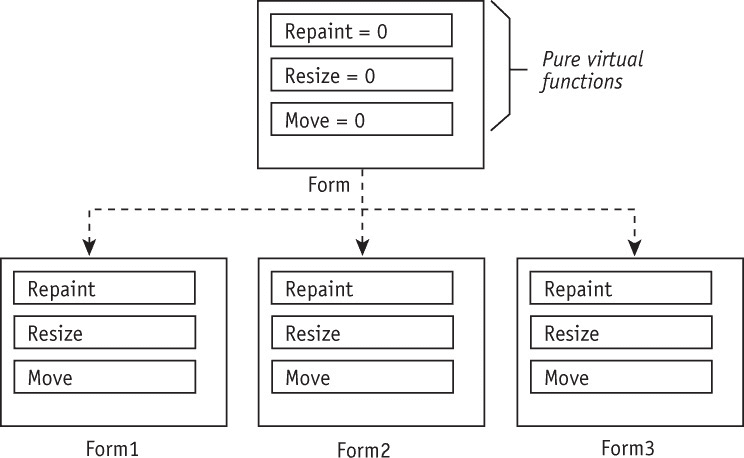 Repaint = 0
Resize = 0
Move = 0
Pure virtual
functions
Form
Repaint
Resize
Move
Form1
Repaint
Resize
Move
Form2
Repaint
Resize
Move
Form3